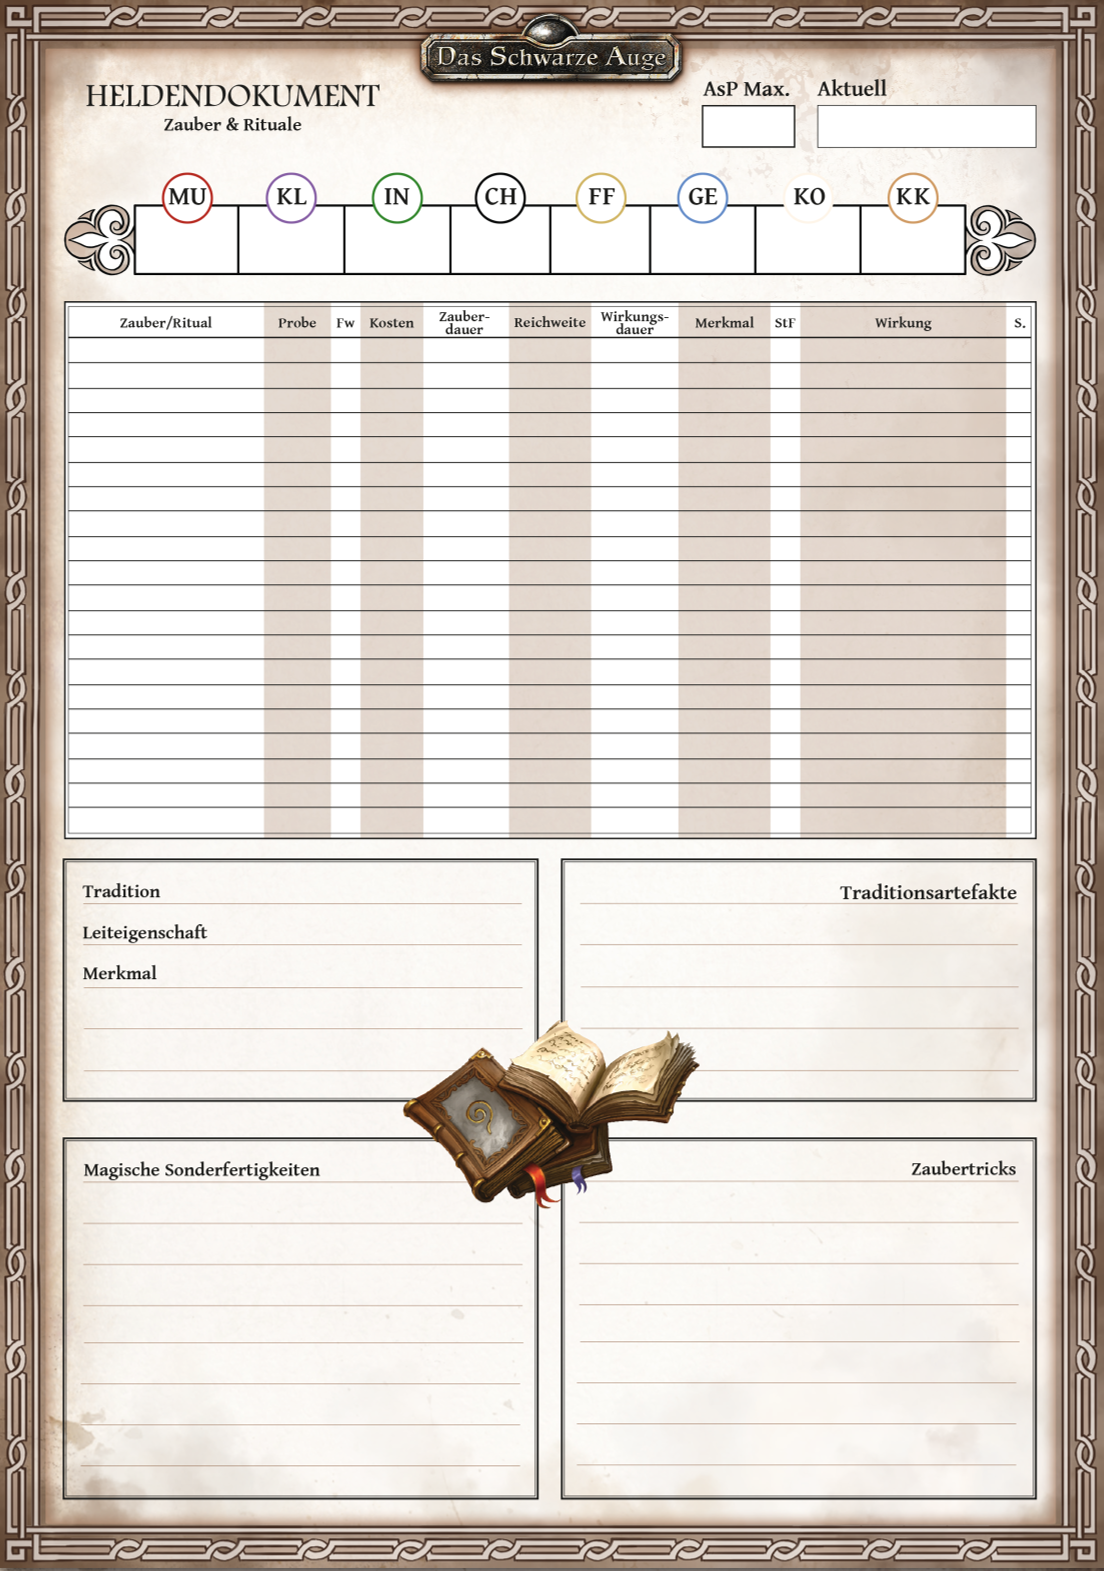 Das Schwarze Auge
HELDENDOKUMENT
Zauber & Rituale
AsP Max. Aktuell
MU KL IN CH FF GE KO KK
Zauber/Ritual Probe Fw Kosten Zauber-dauer Reichweite Wirkungs-dauer Merkmal StF Wirkung S.
Tradition
Leiteigenschaft
Merkmal
Traditionsartefakte
Magische Sonderfertigkeiten
Zaubertricks